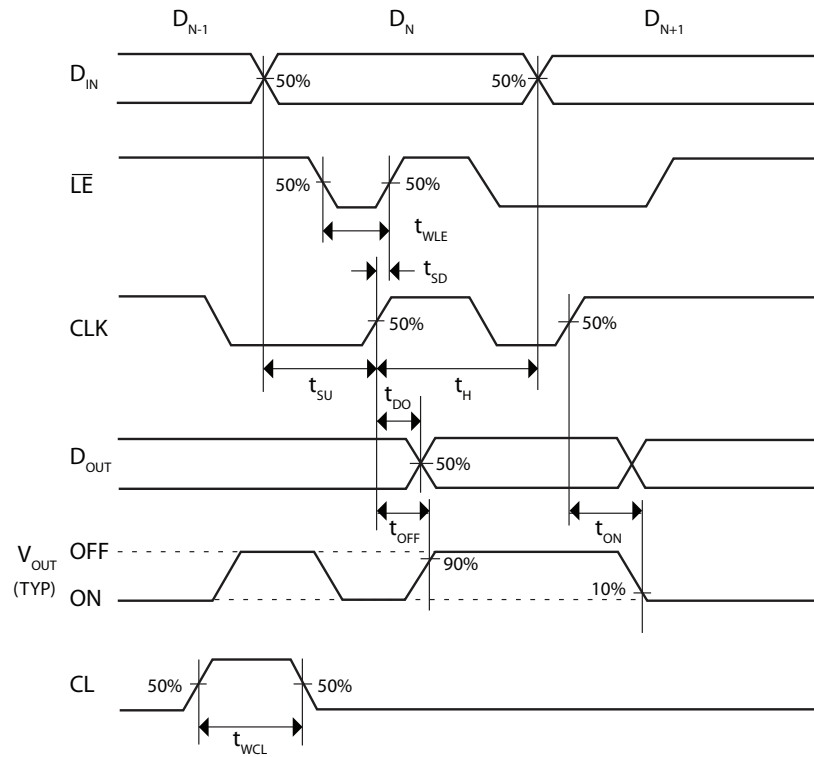 D_N-1 D_N D_N+1
D_IN 50% 50%
L̅E̅ 50% 50%
t_WLE
t_SD
CLK 50% 50%
t_SU t_DO t_H
D_OUT 50%
t_OFF t_ON
V_OUT OFF 90%
(TYP) ON 10%
CL 50% 50%
t_WCL